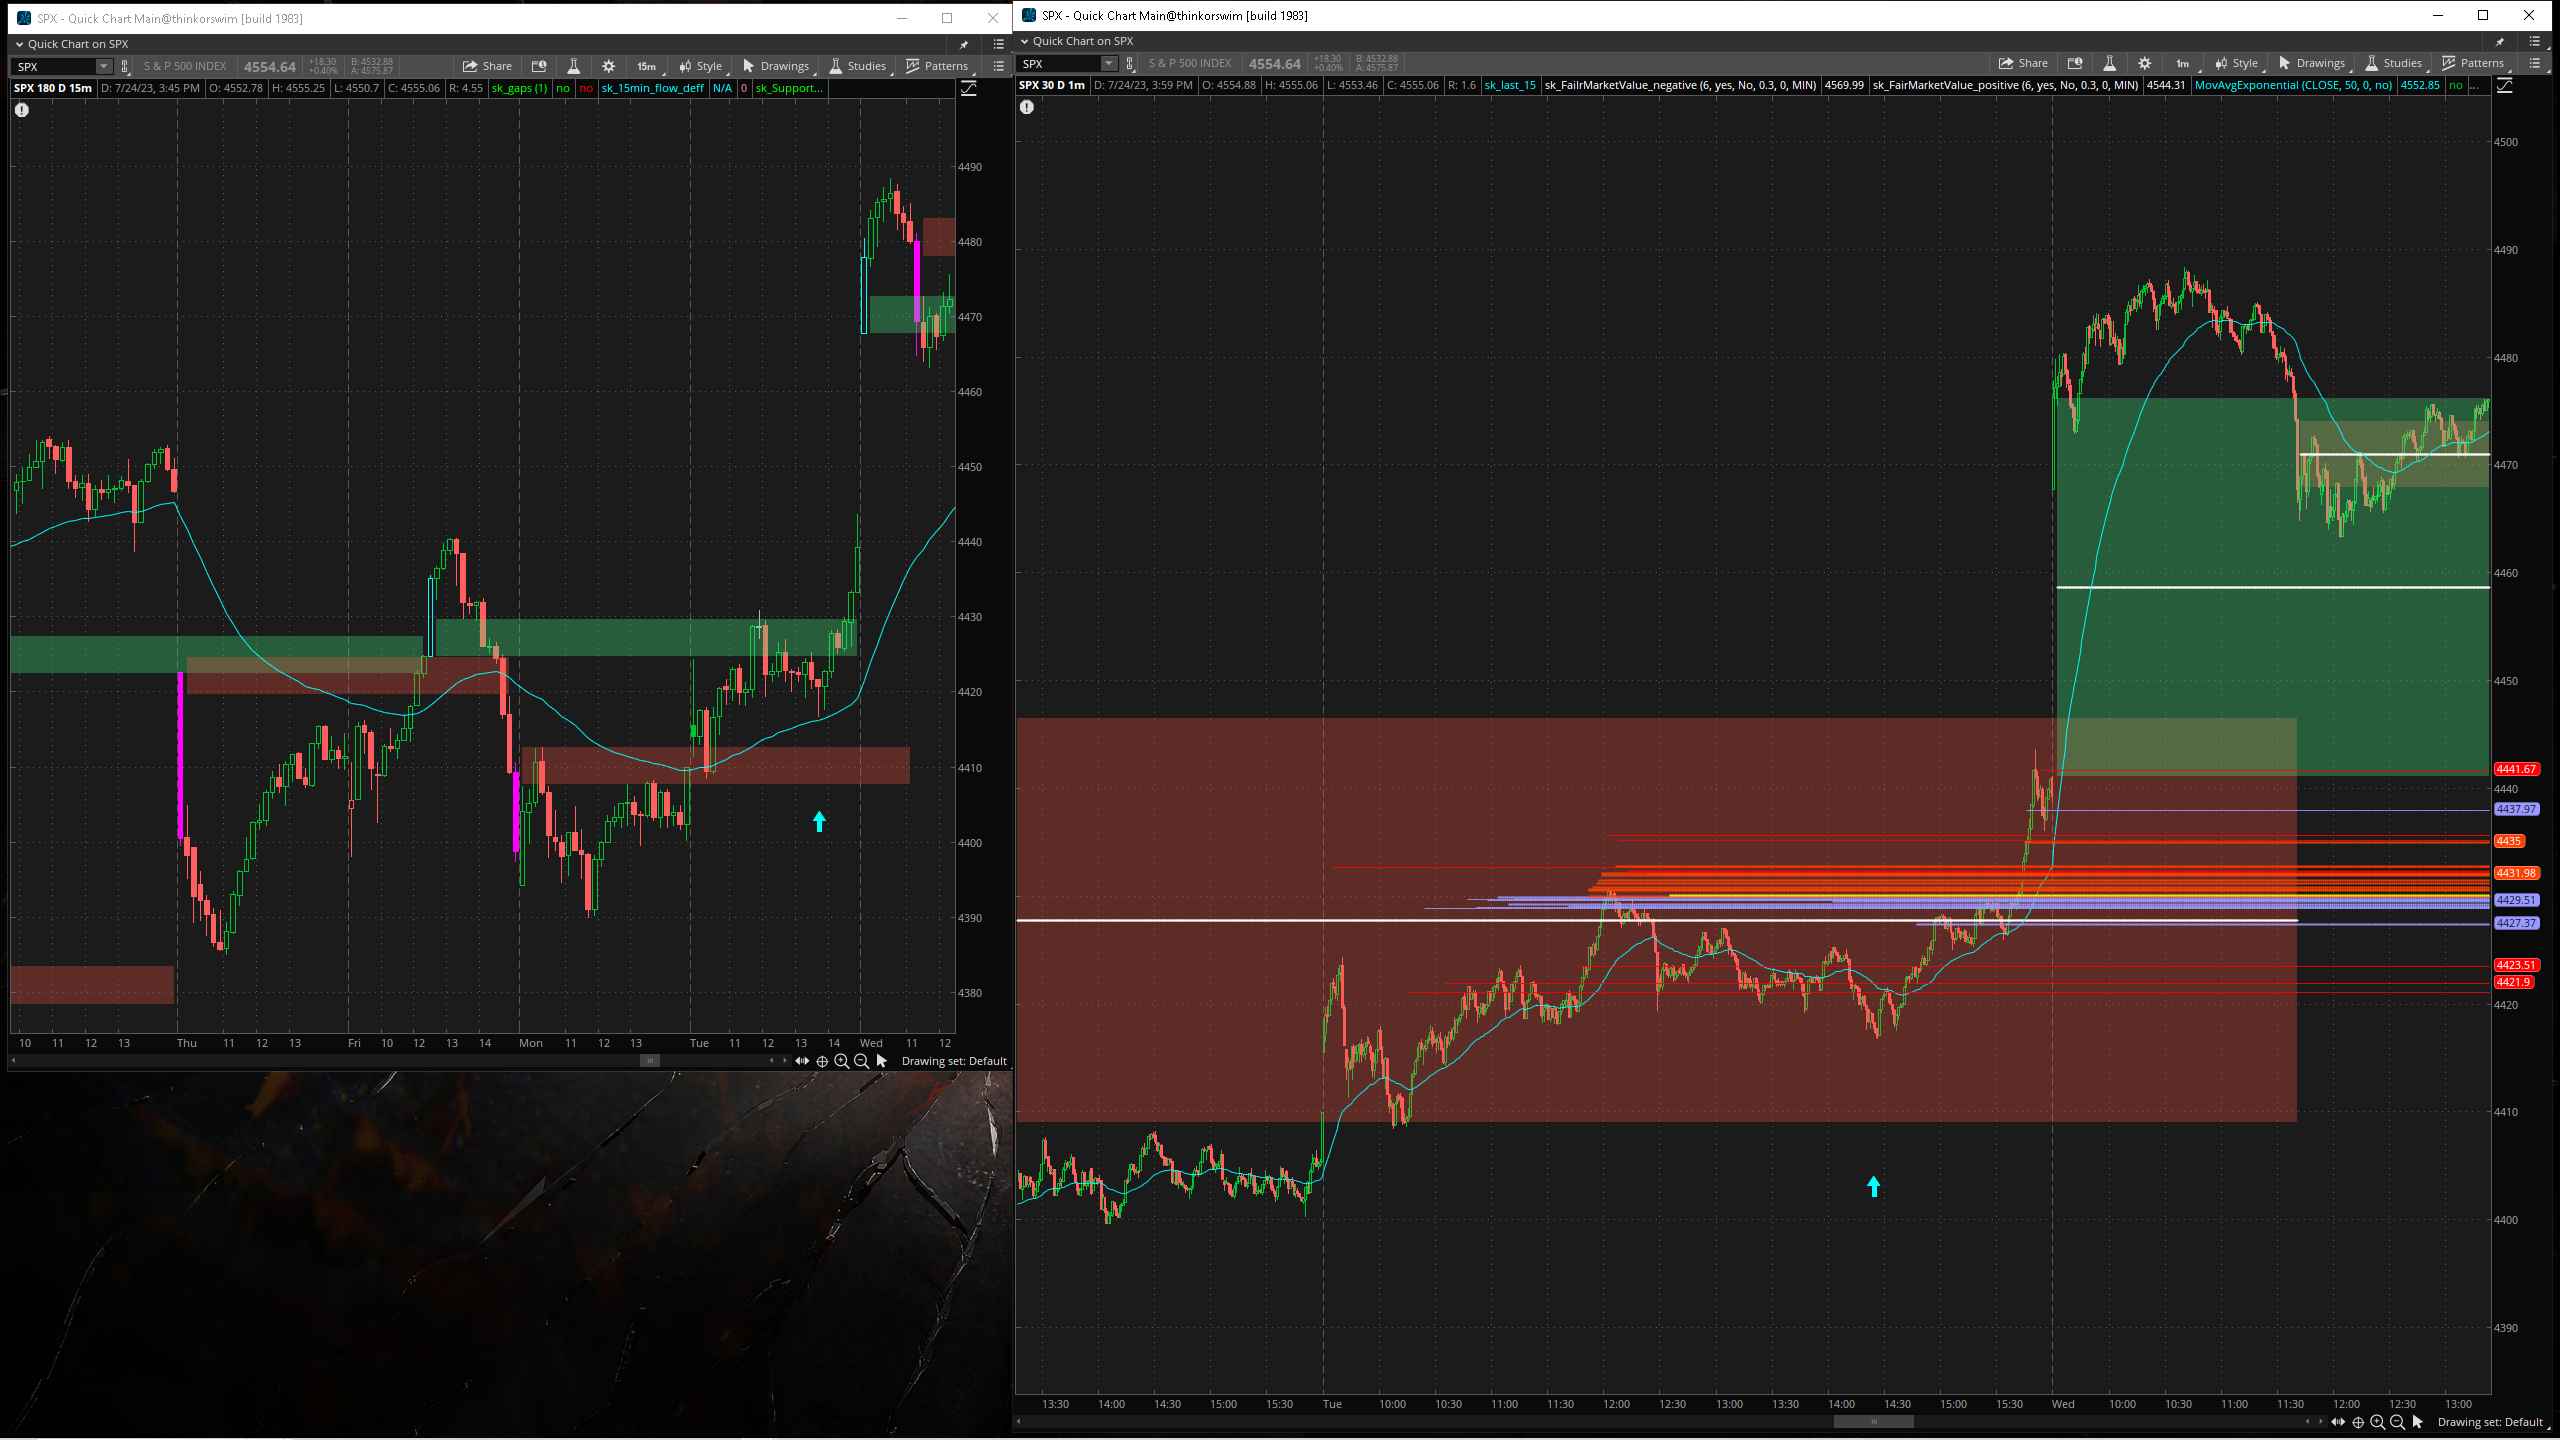 SPX - Quick Chart Main@thinkorswim [build 1983]
Quick Chart on SPX
SPX S & P 500 INDEX 4554.64 +18.30 +0.40% B: 4532.88 A: 4575.87 Share 15m Style Drawings Studies Patterns
SPX 180 D 15m D: 7/24/23, 3:45 PM O: 4552.78 H: 4555.25 L: 4550.7 C: 4555.06 R: 4.55 sk_gaps (1) no no sk_15min_flow_deff N/A 0 sk_Support...
4490
4480
4470
4460
4450
4440
4430
4420
4410
4400
4390
4380
10 11 12 13 Thu 11 12 13 Fri 10 12 13 14 Mon 11 12 13 Tue 11 12 13 14 Wed 11 12
Drawing set: Default
SPX - Quick Chart Main@thinkorswim [build 1983]
Quick Chart on SPX
SPX S & P 500 INDEX 4554.64 +18.30 +0.40% B: 4532.88 A: 4575.87 Share 1m Style Drawings Studies Patterns
SPX 30 D 1m D: 7/24/23, 3:59 PM O: 4554.88 H: 4555.06 L: 4553.46 C: 4555.06 R: 1.6 sk_last_15 sk_FailrMarketValue_negative (6, yes, No, 0.3, 0, MIN) 4569.99 sk_FairMarketValue_positive (6, yes, No, 0.3, 0, MIN) 4544.31 MovAvgExponential (CLOSE, 50, 0, no) 4552.85 no ...
4500
4490
4480
4470
4460
4450
4441.67
4440
4437.97
4435
4431.98
4429.51
4427.37
4423.51
4421.9
4420
4410
4400
4390
13:30 14:00 14:30 15:00 15:30 Tue 10:00 10:30 11:00 11:30 12:00 12:30 13:00 13:30 14:00 14:30 15:00 15:30 Wed 10:00 10:30 11:00 11:30 12:00 12:30 13:00
Drawing set: Default